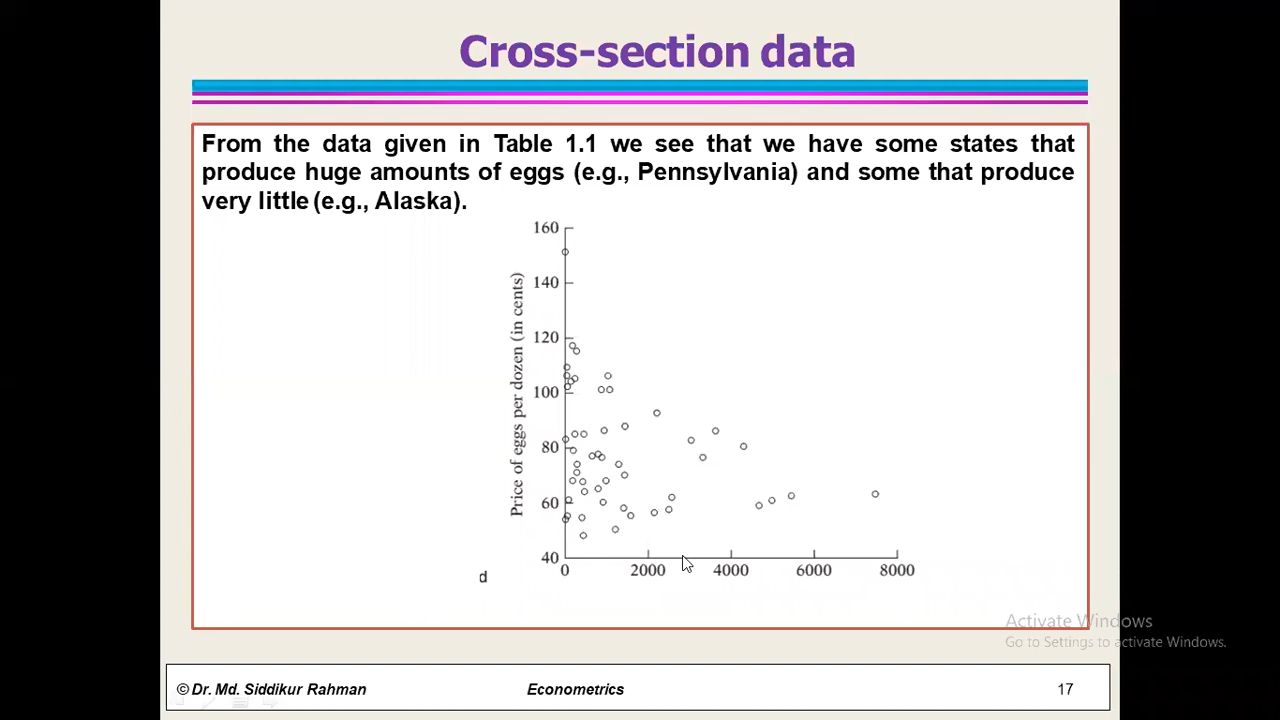 Cross-section data
From the data given in Table 1.1 we see that we have some states that
produce huge amounts of eggs (e.g., Pennsylvania) and some that produce
very little (e.g., Alaska).
160
140
120
100
80
60
40
Price of eggs per dozen (in cents)
0 2000 4000 6000 8000
d
Activate Windows
Go to Settings to activate Windows.
© Dr. Md. Siddikur Rahman Econometrics 17